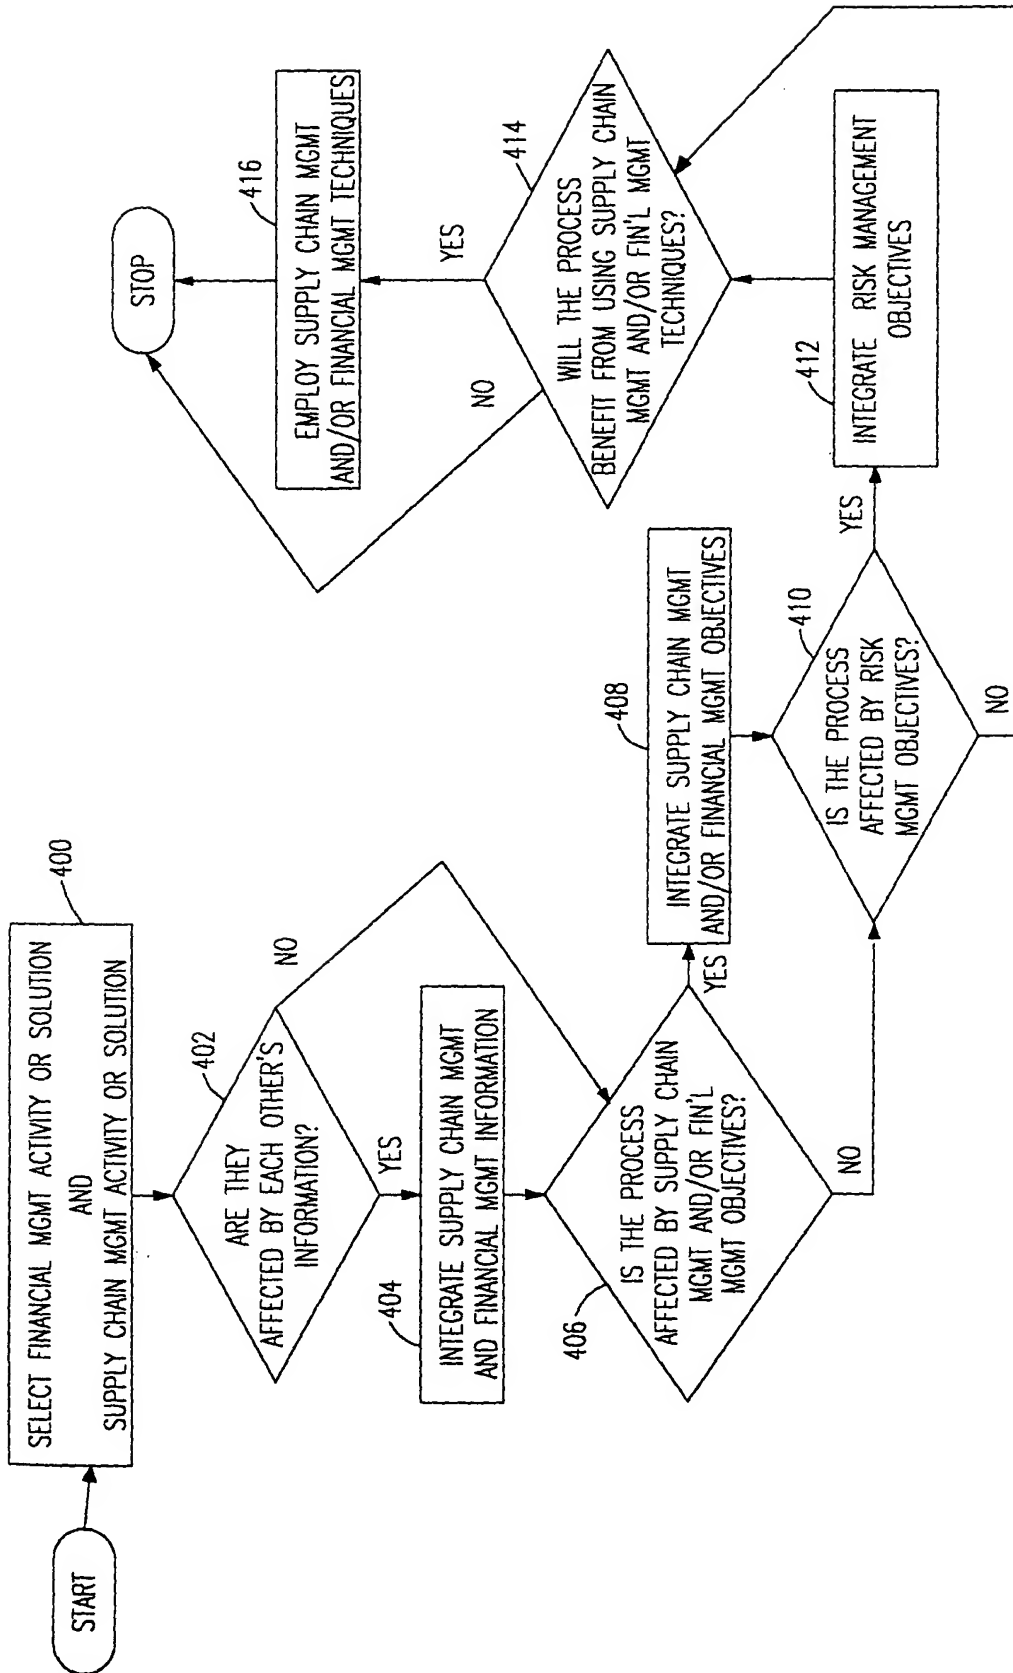 START
SELECT FINANCIAL MGMT ACTIVITY OR SOLUTION
AND
SUPPLY CHAIN MGMT ACTIVITY OR SOLUTION
400
ARE THEY
AFFECTED BY EACH OTHER'S
INFORMATION?
402
NO
YES
INTEGRATE SUPPLY CHAIN MGMT
AND FINANCIAL MGMT INFORMATION
404
IS THE PROCESS
AFFECTED BY SUPPLY CHAIN
MGMT AND/OR FIN'L
MGMT OBJECTIVES?
406
YES
NO
INTEGRATE SUPPLY CHAIN MGMT
AND/OR FINANCIAL MGMT OBJECTIVES
408
IS THE PROCESS
AFFECTED BY RISK
MGMT OBJECTIVES?
410
YES
NO
INTEGRATE RISK MANAGEMENT
OBJECTIVES
412
WILL THE PROCESS
BENEFIT FROM USING SUPPLY CHAIN
MGMT AND/OR FIN'L MGMT
TECHNIQUES?
414
YES
NO
EMPLOY SUPPLY CHAIN MGMT
AND/OR FINANCIAL MGMT TECHNIQUES
416
STOP